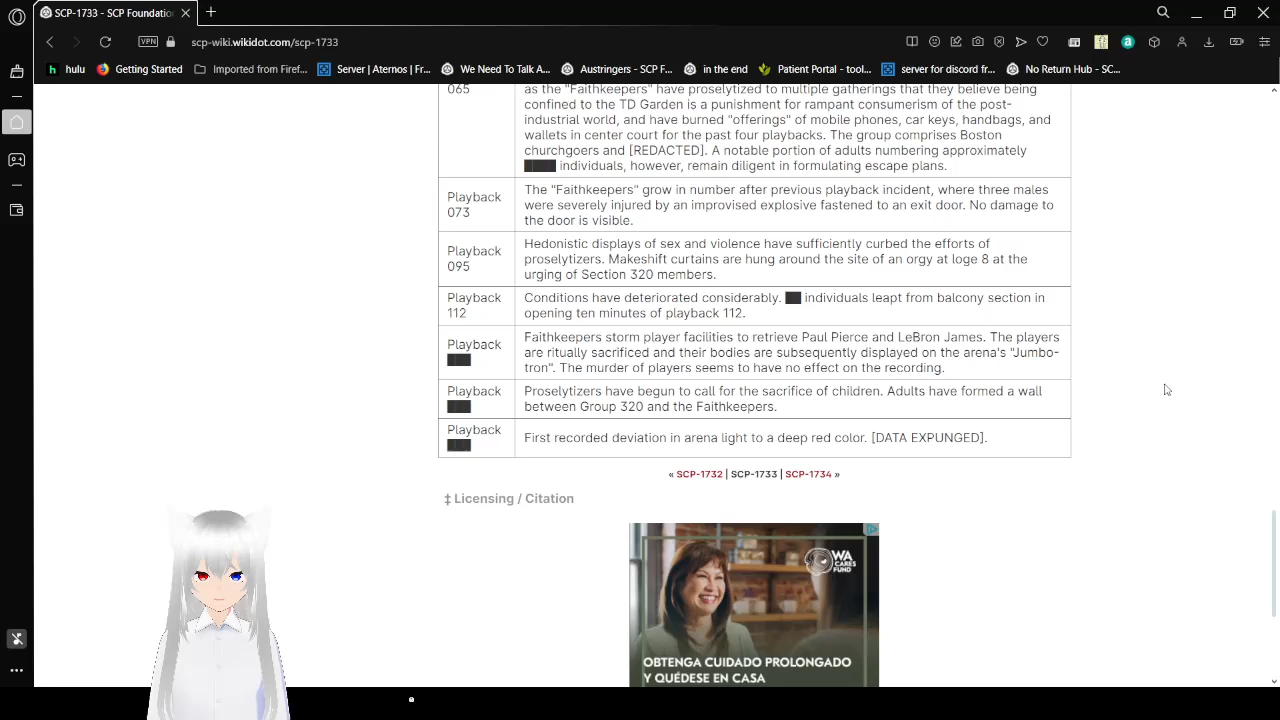 SCP-1733 - SCP Foundatio
VPN
scp-wiki.wikidot.com/scp-1733
a
h hulu
Getting Started
Imported from Firef...
Server | Aternos | Fr...
We Need To Talk A...
Austringers - SCP F...
in the end
Patient Portal - tool...
server for discord fr...
No Return Hub - SC...
065
as the "Faithkeepers" have proselytized to multiple gatherings that they believe being
confined to the TD Garden is a punishment for rampant consumerism of the post-
industrial world, and have burned "offerings" of mobile phones, car keys, handbags, and
wallets in center court for the past four playbacks. The group comprises Boston
churchgoers and [REDACTED]. A notable portion of adults numbering approximately
████ individuals, however, remain diligent in formulating escape plans.
Playback
073
The "Faithkeepers" grow in number after previous playback incident, where three males
were severely injured by an improvised explosive fastened to an exit door. No damage to
the door is visible.
Playback
095
Hedonistic displays of sex and violence have sufficiently curbed the efforts of
proselytizers. Makeshift curtains are hung around the site of an orgy at loge 8 at the
urging of Section 320 members.
Playback
112
Conditions have deteriorated considerably. ██ individuals leapt from balcony section in
opening ten minutes of playback 112.
Playback
███
Faithkeepers storm player facilities to retrieve Paul Pierce and LeBron James. The players
are ritually sacrificed and their bodies are subsequently displayed on the arena's "Jumbo-
tron". The murder of players seems to have no effect on the recording.
Playback
███
Proselytizers have begun to call for the sacrifice of children. Adults have formed a wall
between Group 320 and the Faithkeepers.
Playback
███
First recorded deviation in arena light to a deep red color. [DATA EXPUNGED].
« SCP-1732 | SCP-1733 | SCP-1734 »
‡ Licensing / Citation
WA
CARES
FUND
OBTENGA CUIDADO PROLONGADO
Y QUÉDESE EN CASA